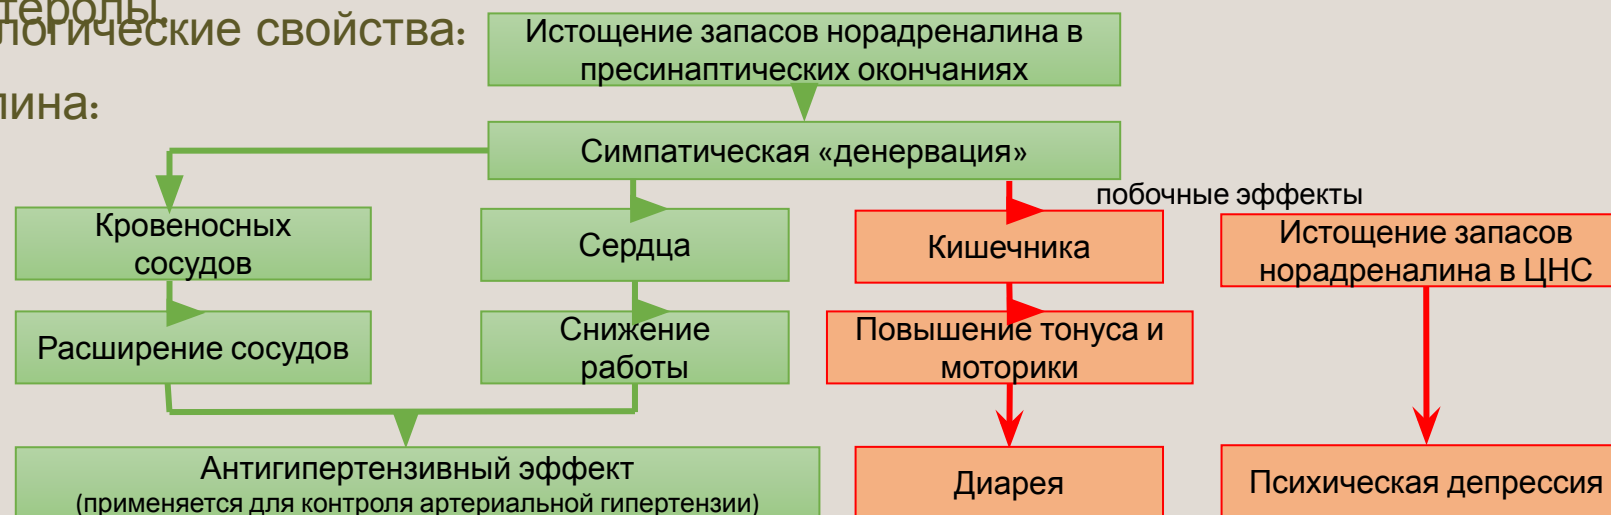 теролы.
логические свойства:
лина:
Истощение запасов норадреналина в
пресинаптических окончаниях
Симпатическая «денервация»
побочные эффекты
Кровеносных
сосудов
Сердца
Кишечника
Истощение запасов
норадреналина в ЦНС
Расширение сосудов
Снижение
работы
Повышение тонуса и
моторики
Антигипертензивный эффект
(применяется для контроля артериальной гипертензии)
Диарея
Психическая депрессия